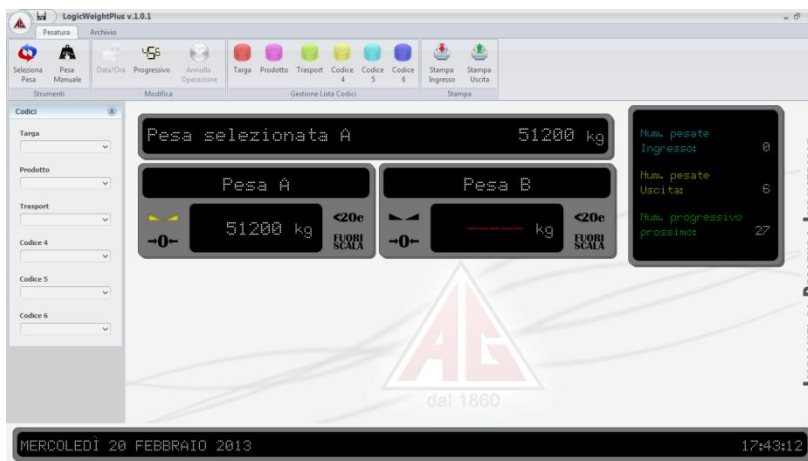 AG
LogicWeightPlus v.1.0.1
Pesatura Archivio
Seleziona Pesa
Pesa Manuale
Data/Ora
Progressivo
Annulla Operazione
Targa
Prodotto
Trasport
Codice 4
Codice 5
Codice 6
Stampa Ingresso
Stampa Uscita
Strumenti
Modifica
Gestione Lista Codici
Stampa
Codici
Targa
Prodotto
Trasport
Codice 4
Codice 5
Codice 6
Pesa selezionata A 51200 kg
Pesa A
51200 kg
→0←
<20e
FUORI
SCALA
Pesa B
----- kg
→0←
<20e
FUORI
SCALA
Num. pesate
Ingresso: 0
Num. pesate
Uscita: 6
Num. progressivo
prossimo: 27
AG
dal 1860
MERCOLEDÌ 20 FEBBRAIO 2013 17:43:12